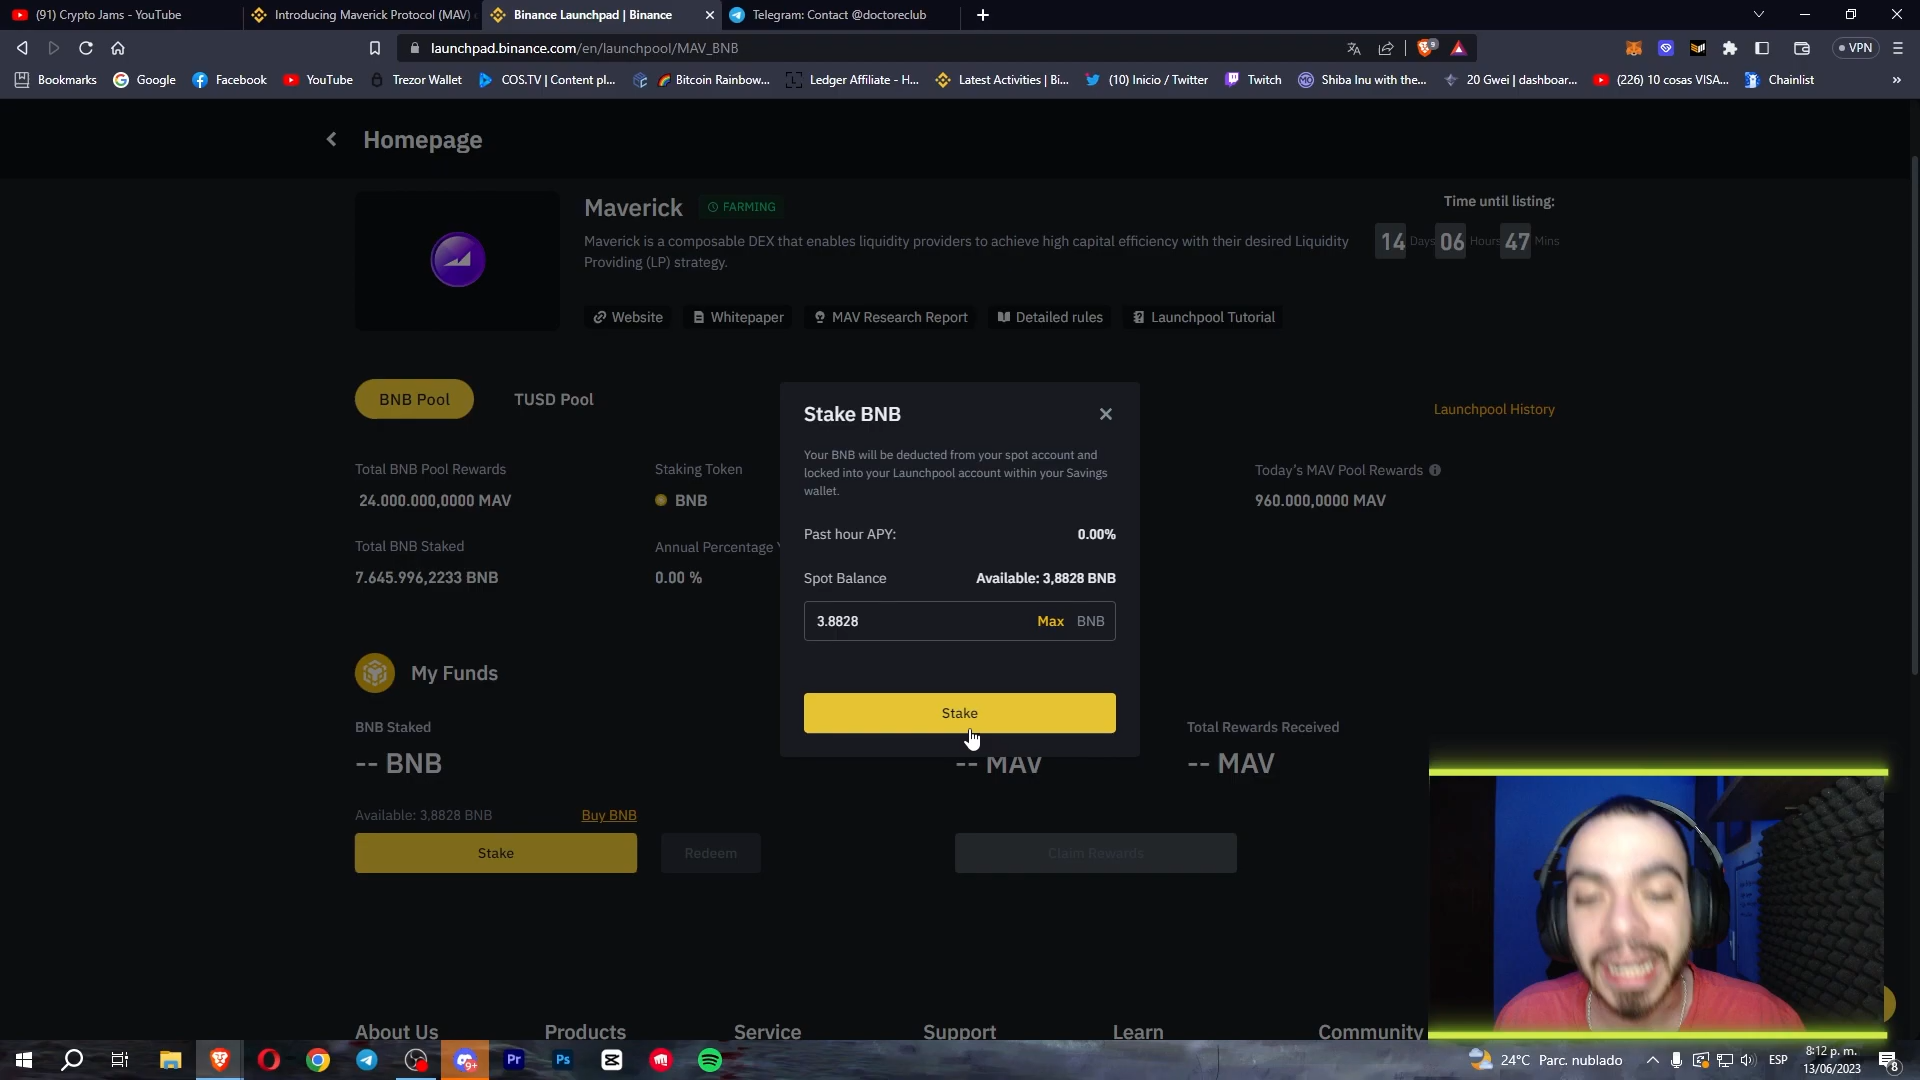 (91) Crypto Jams - YouTube
Introducing Maverick Protocol (MAV)
Binance Launchpad | Binance
Telegram: Contact @doctoreclub
launchpad.binance.com/en/launchpool/MAV_BNB
9
VPN
Bookmarks
Google
Facebook
YouTube
Trezor Wallet
COS.TV | Content pl...
Bitcoin Rainbow...
Ledger Affiliate - H...
Latest Activities | Bi...
(10) Inicio / Twitter
Twitch
Shiba Inu with the...
20 Gwei | dashboar...
(226) 10 cosas VISA...
Chainlist
Homepage
Maverick
FARMING
Time until listing:
Maverick is a composable DEX that enables liquidity providers to achieve high capital efficiency with their desired Liquidity
Providing (LP) strategy.
14 Days 06 Hours 47 Mins
Website
Whitepaper
MAV Research Report
Detailed rules
Launchpool Tutorial
BNB Pool
TUSD Pool
Launchpool History
Total BNB Pool Rewards
24.000.000,0000 MAV
Staking Token
BNB
Today's MAV Pool Rewards
960.000,0000 MAV
Total BNB Staked
7.645.996,2233 BNB
Annual Percentage
0.00 %
Stake BNB
Your BNB will be deducted from your spot account and
locked into your Launchpool account within your Savings
wallet.
Past hour APY:
0.00%
Spot Balance
Available: 3,8828 BNB
3.8828
Max
BNB
Stake
My Funds
BNB Staked
-- BNB
-- MAV
Total Rewards Received
-- MAV
Available: 3,8828 BNB
Buy BNB
Stake
Redeem
Claim Rewards
About Us
Products
Service
Support
Learn
Community
9+
Pr
Ps
24°C Parc. nublado
ESP
8:12 p. m.
13/06/2023
8